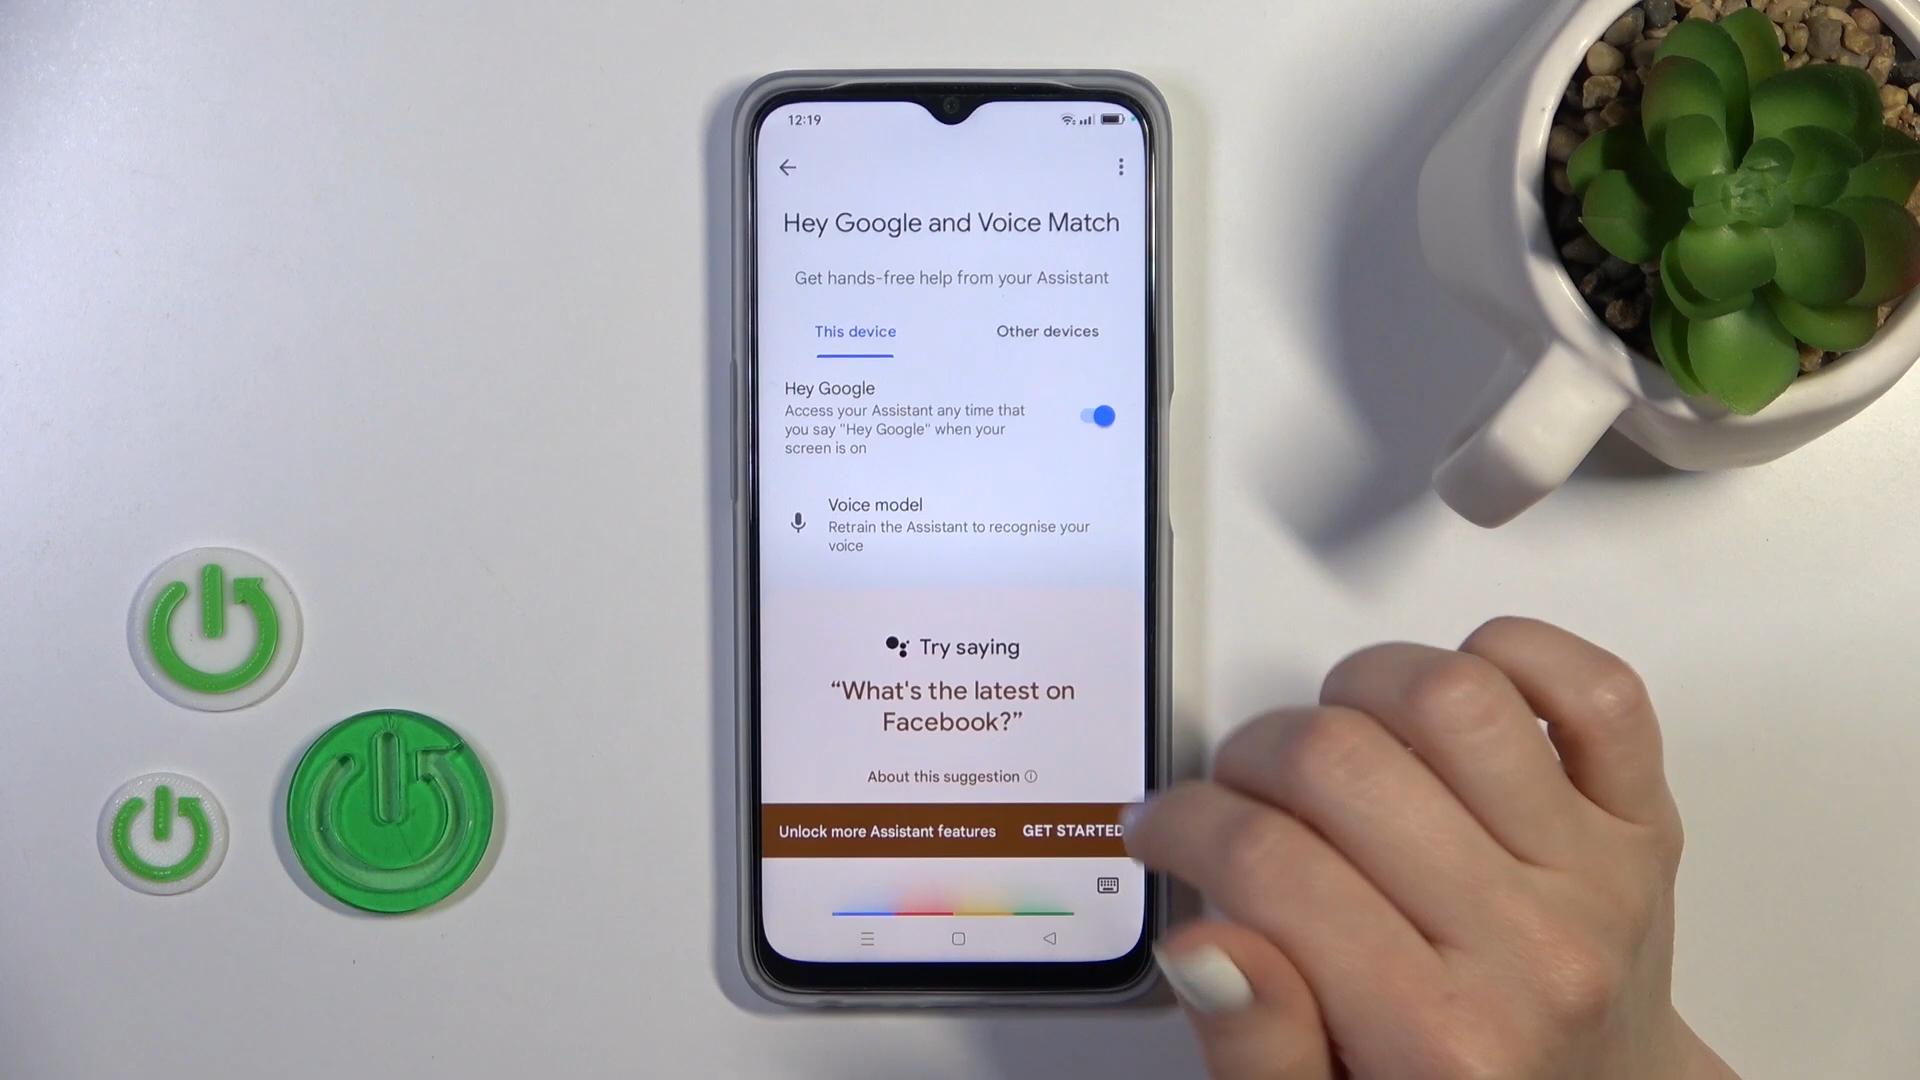 12:19
Hey Google and Voice Match
Get hands-free help from your Assistant
This device
Other devices
Hey Google
Access your Assistant any time that
you say "Hey Google" when your
screen is on
Voice model
Retrain the Assistant to recognise your
voice
Try saying
“What's the latest on
Facebook?”
About this suggestion
Unlock more Assistant features GET STARTED